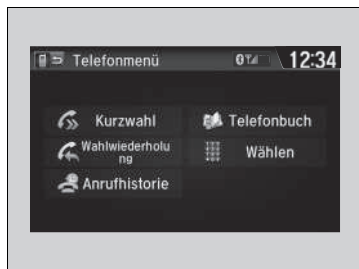 Telefonmenü
12:34
Kurzwahl
Telefonbuch
Wahlwiederholu
ng
Wählen
Anrufhistorie